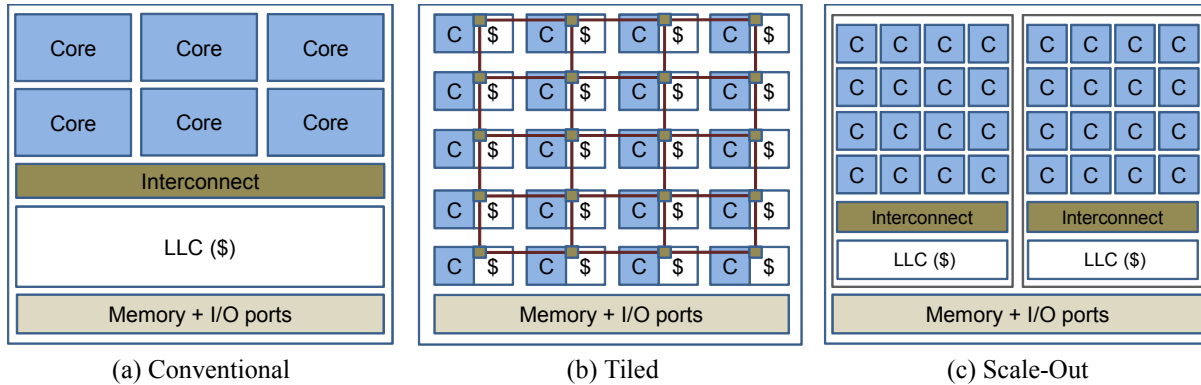 Core Core Core
Core Core Core
Interconnect
LLC ($)
Memory + I/O ports
(a) Conventional
C $ C $ C $ C $
C $ C $ C $ C $
C $ C $ C $ C $
C $ C $ C $ C $
C $ C $ C $ C $
Memory + I/O ports
(b) Tiled
C C C C C C C C
C C C C C C C C
C C C C C C C C
C C C C C C C C
Interconnect Interconnect
LLC ($) LLC ($)
Memory + I/O ports
(c) Scale-Out